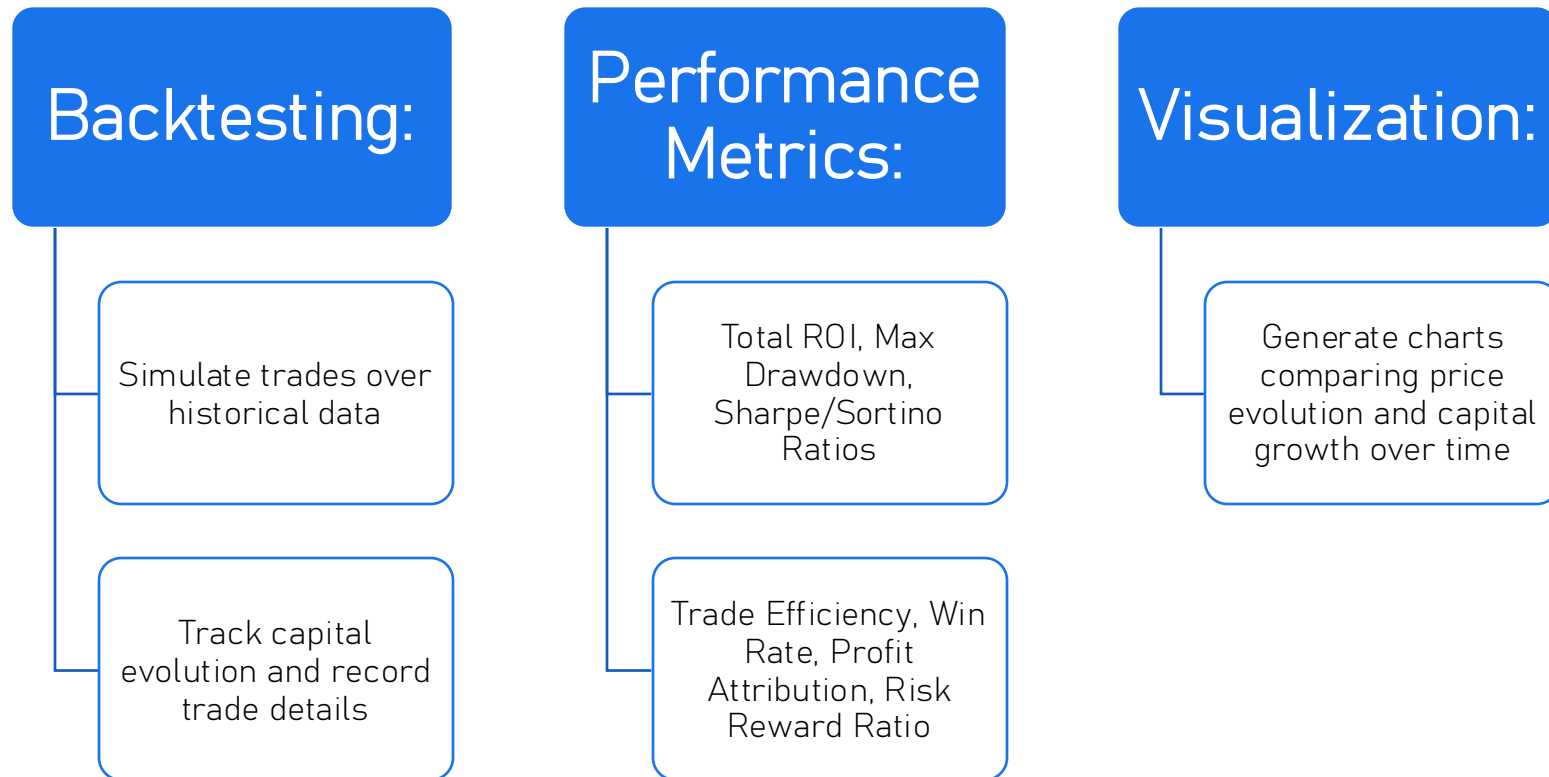 Backtesting:
Simulate trades over
historical data
Track capital
evolution and record
trade details
Performance
Metrics:
Total ROI, Max
Drawdown,
Sharpe/Sortino
Ratios
Trade Efficiency, Win
Rate, Profit
Attribution, Risk
Reward Ratio
Visualization:
Generate charts
comparing price
evolution and capital
growth over time